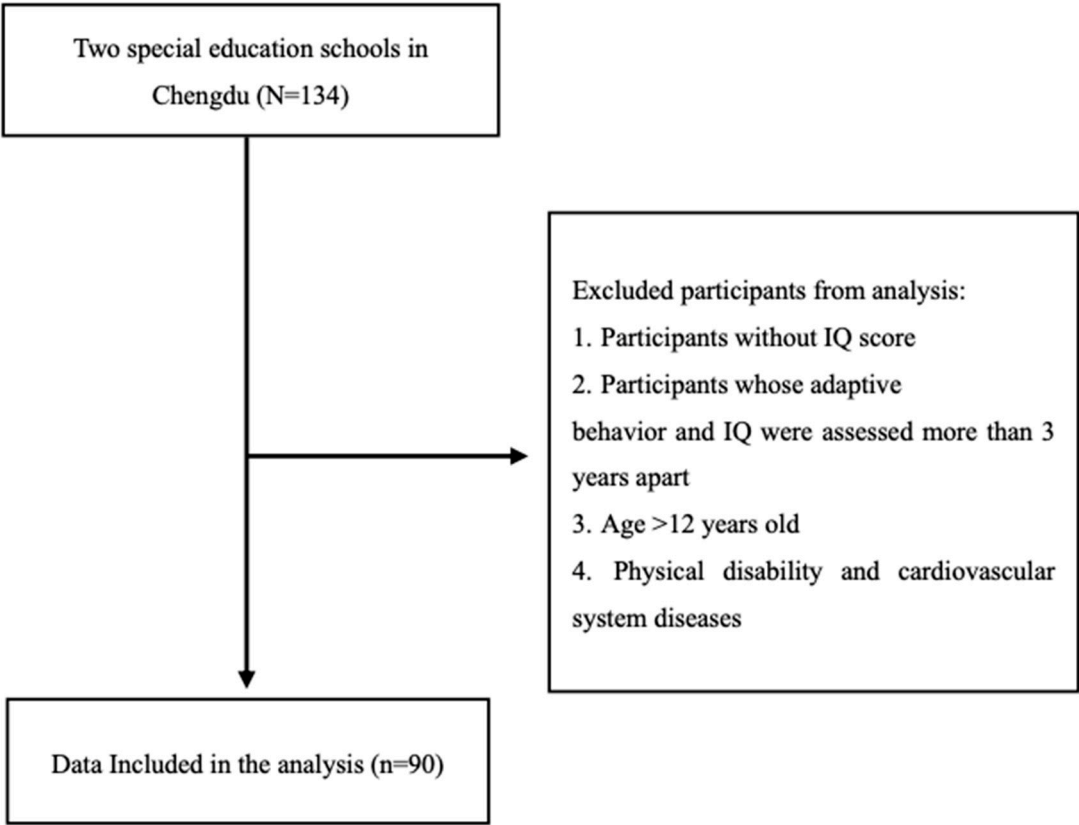 Two special education schools in
Chengdu (N=134)
Excluded participants from analysis:
1. Participants without IQ score
2. Participants whose adaptive
behavior and IQ were assessed more than 3
years apart
3. Age >12 years old
4. Physical disability and cardiovascular
system diseases
Data Included in the analysis (n=90)